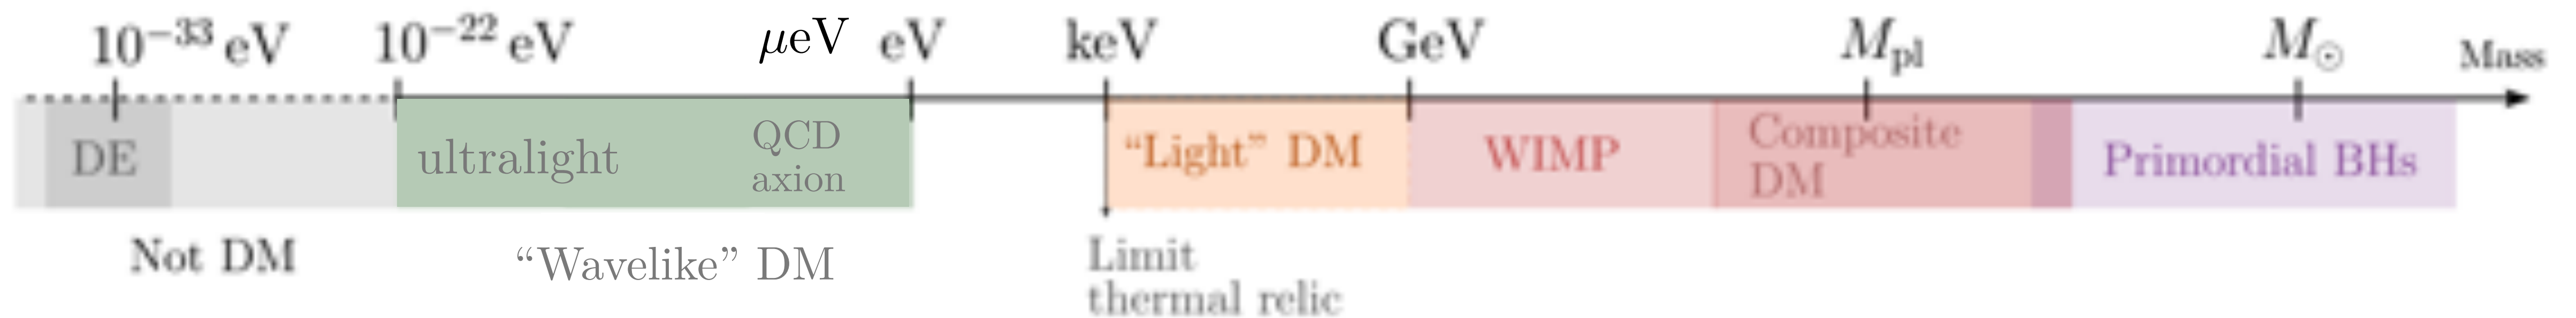 10⁻³³ eV 10⁻²² eV μeV eV keV GeV M_pl M_⊙ Mass
DE ultralight QCD axion “Light” DM WIMP Composite DM Primordial BHs
Not DM “Wavelike” DM Limit
thermal relic